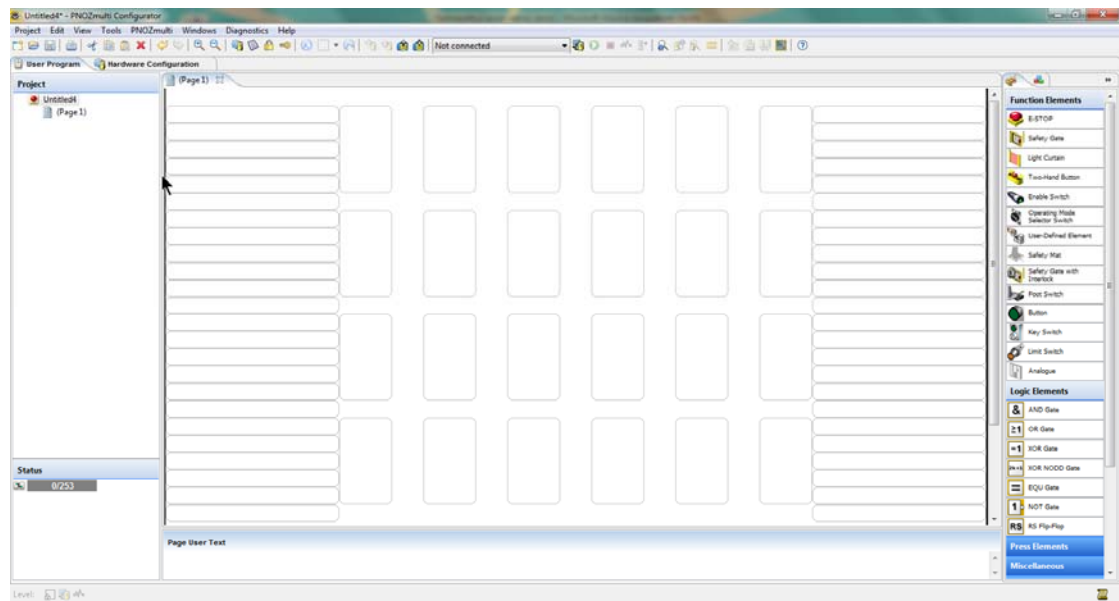 Untitled4* - PNOZmulti Configurator
Project Edit View Tools PNOZmulti Windows Diagnostics Help
Not connected
User Program Hardware Configuration
Project
Untitled4
(Page 1)
Status
0/253
(Page 1)
Page User Text
Function Elements
E-STOP
Safety Gate
Light Curtain
Two-Hand Button
Enable Switch
Operating Mode
Selector Switch
User-Defined Element
Safety Mat
Safety Gate with
Interlock
Foot Switch
Button
Key Switch
Limit Switch
Analogue
Logic Elements
& AND Gate
≥1 OR Gate
=1 XOR Gate
XOR NODD Gate
= EQU Gate
1 NOT Gate
RS RS Flip-Flop
Press Elements
Miscellaneous
Level: